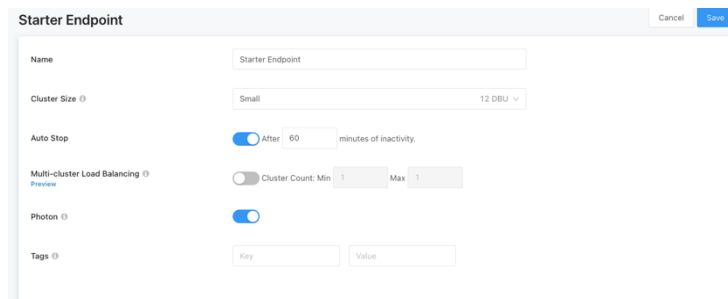 Starter Endpoint
Cancel
Save
Name
Starter Endpoint
Cluster Size
Small
12 DBU
Auto Stop
After 60 minutes of inactivity.
Multi-cluster Load Balancing
Preview
Cluster Count: Min 1 Max 1
Photon
Tags
Key
Value